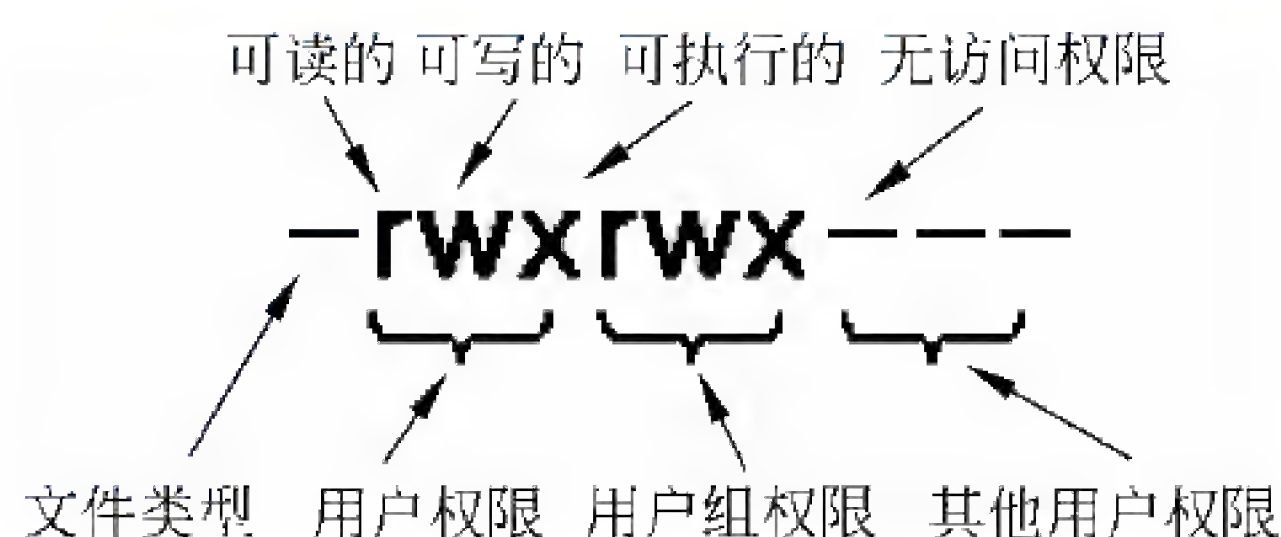 可读的 可写的 可执行的 无访问权限
—rwxrwx———
文件类型 用户权限 用户组权限 其他用户权限